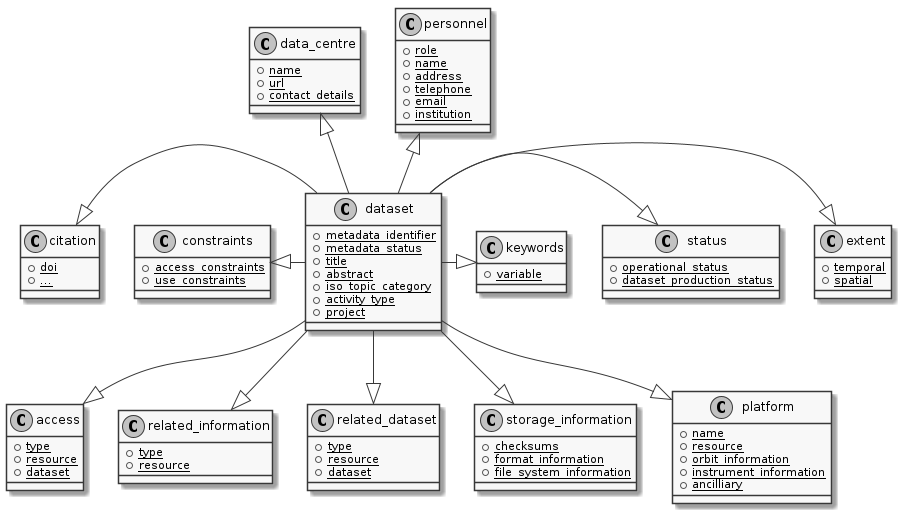 C personnel
role
name
address
telephone
email
institution
C data_centre
name
url
contact_details
C citation
doi
...
C constraints
access_constraints
use_constraints
C dataset
metadata_identifier
metadata_status
title
abstract
iso_topic_category
activity_type
project
C keywords
variable
C status
operational_status
dataset_production_status
C extent
temporal
spatial
C access
type
resource
dataset
C related_information
type
resource
C related_dataset
type
resource
dataset
C storage_information
checksums
format_information
file_system_information
C platform
name
resource
orbit_information
instrument_information
ancilliary